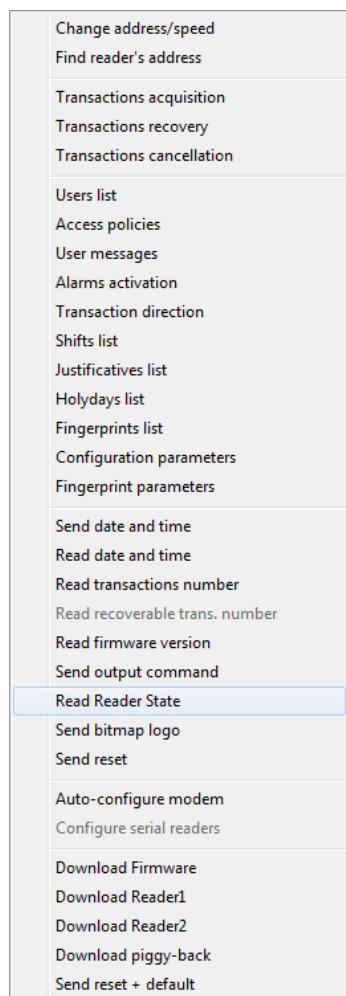 Change address/speed
Find reader's address
Transactions acquisition
Transactions recovery
Transactions cancellation
Users list
Access policies
User messages
Alarms activation
Transaction direction
Shifts list
Justificatives list
Holydays list
Fingerprints list
Configuration parameters
Fingerprint parameters
Send date and time
Read date and time
Read transactions number
Read recoverable trans. number
Read firmware version
Send output command
Read Reader State
Send bitmap logo
Send reset
Auto-configure modem
Configure serial readers
Download Firmware
Download Reader1
Download Reader2
Download piggy-back
Send reset + default